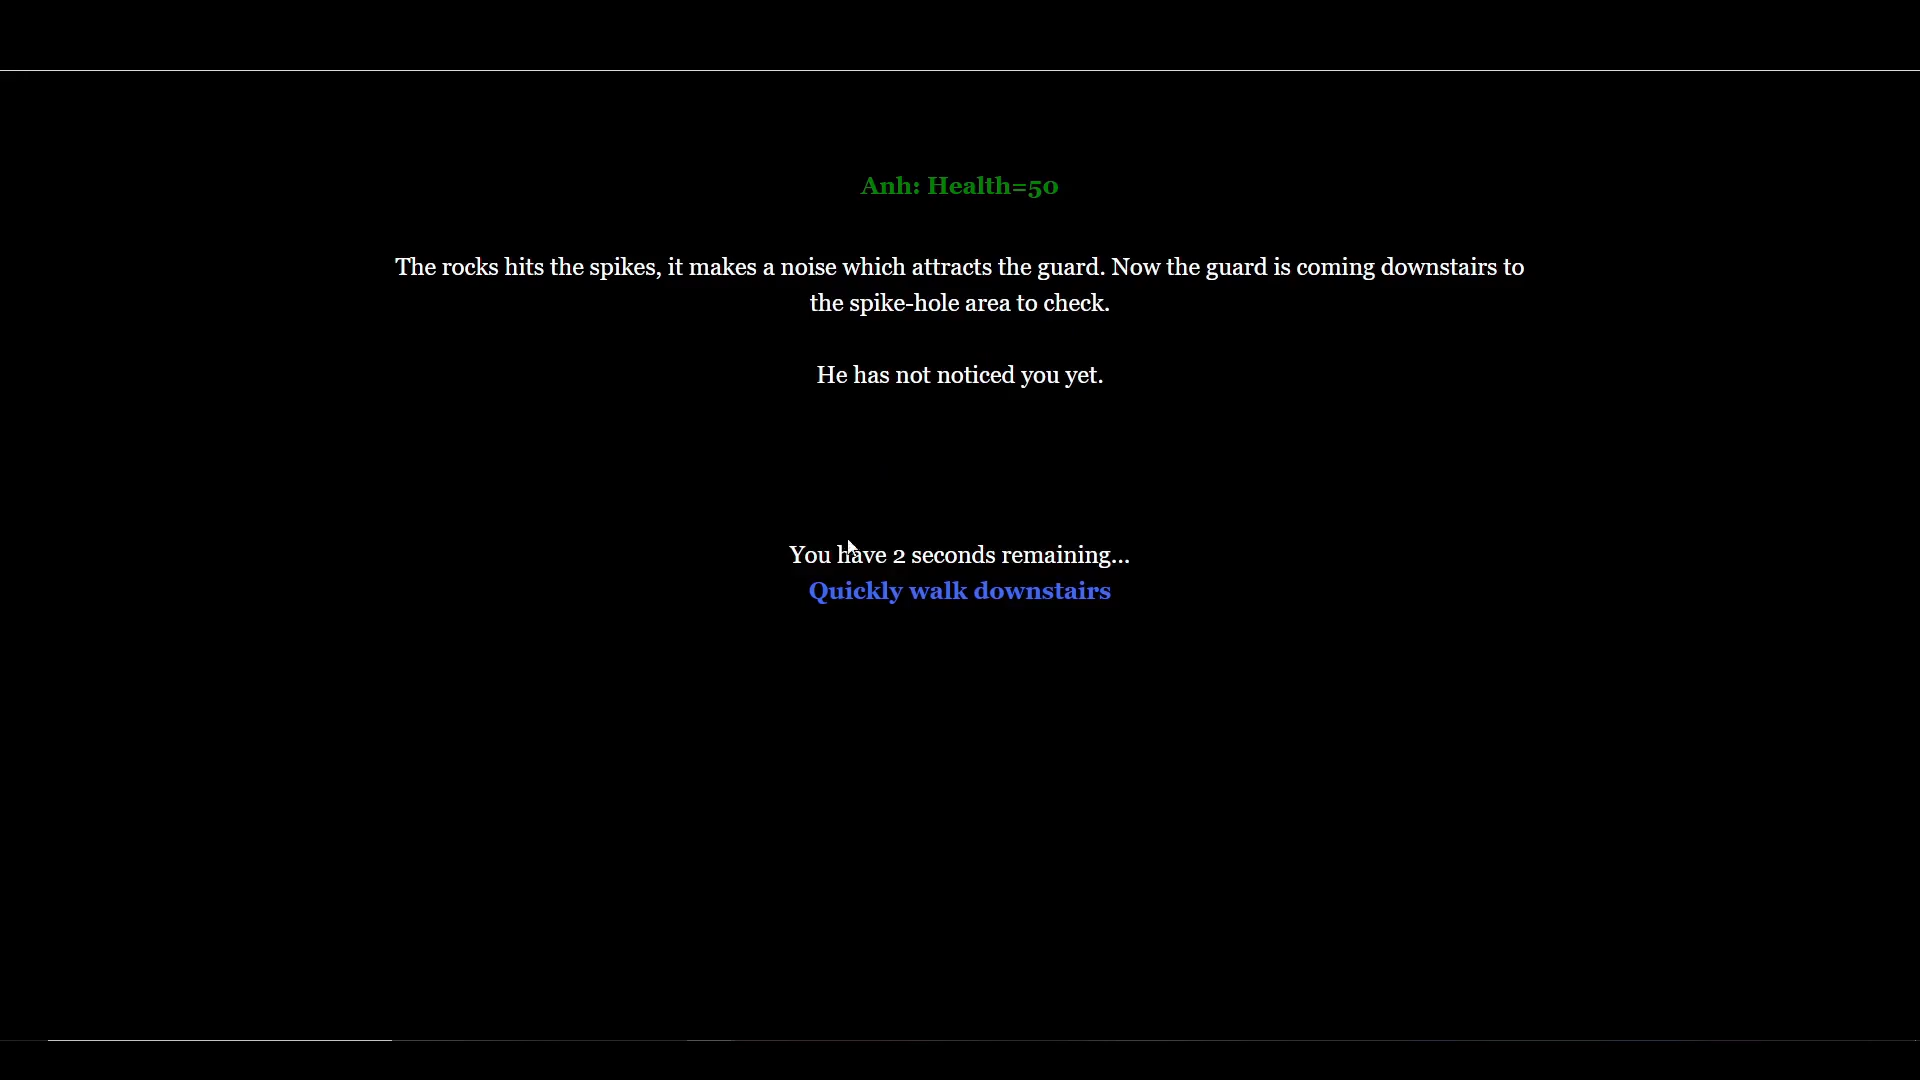 Anh: Health=50
The rocks hits the spikes, it makes a noise which attracts the guard. Now the guard is coming downstairs to
the spike-hole area to check.
He has not noticed you yet.
You have 2 seconds remaining...
Quickly walk downstairs